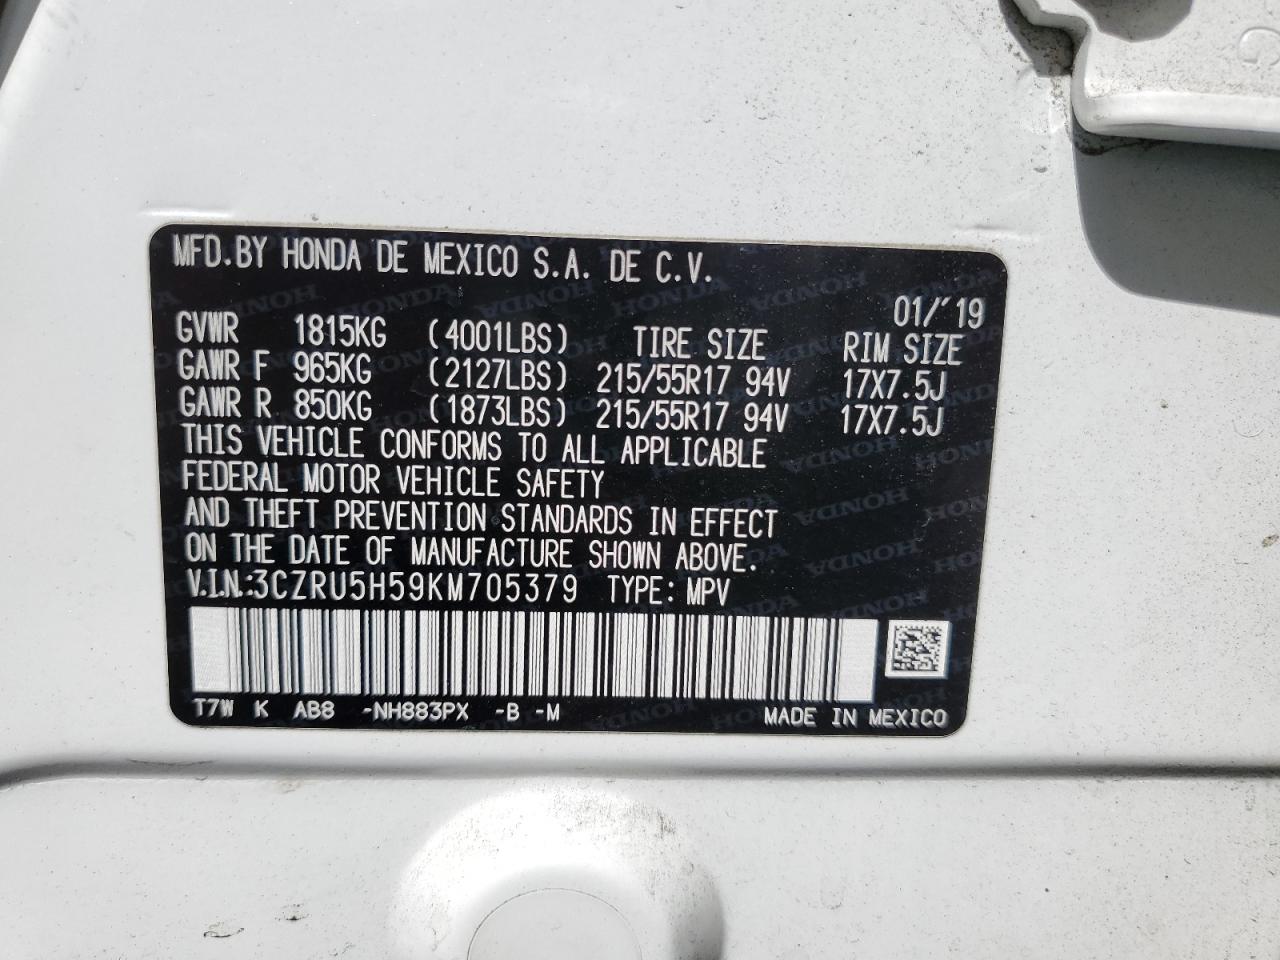 MFD.BY HONDA DE MEXICO S.A. DE C.V.
01/'19
GVWR 1815KG (4001LBS) TIRE SIZE RIM SIZE
GAWR F 965KG (2127LBS) 215/55R17 94V 17X7.5J
GAWR R 850KG (1873LBS) 215/55R17 94V 17X7.5J
THIS VEHICLE CONFORMS TO ALL APPLICABLE
FEDERAL MOTOR VEHICLE SAFETY
AND THEFT PREVENTION STANDARDS IN EFFECT
ON THE DATE OF MANUFACTURE SHOWN ABOVE.
V.I.N.:3CZRU5H59KM705379 TYPE: MPV
T7W K AB8 -NH883PX -B -M MADE IN MEXICO